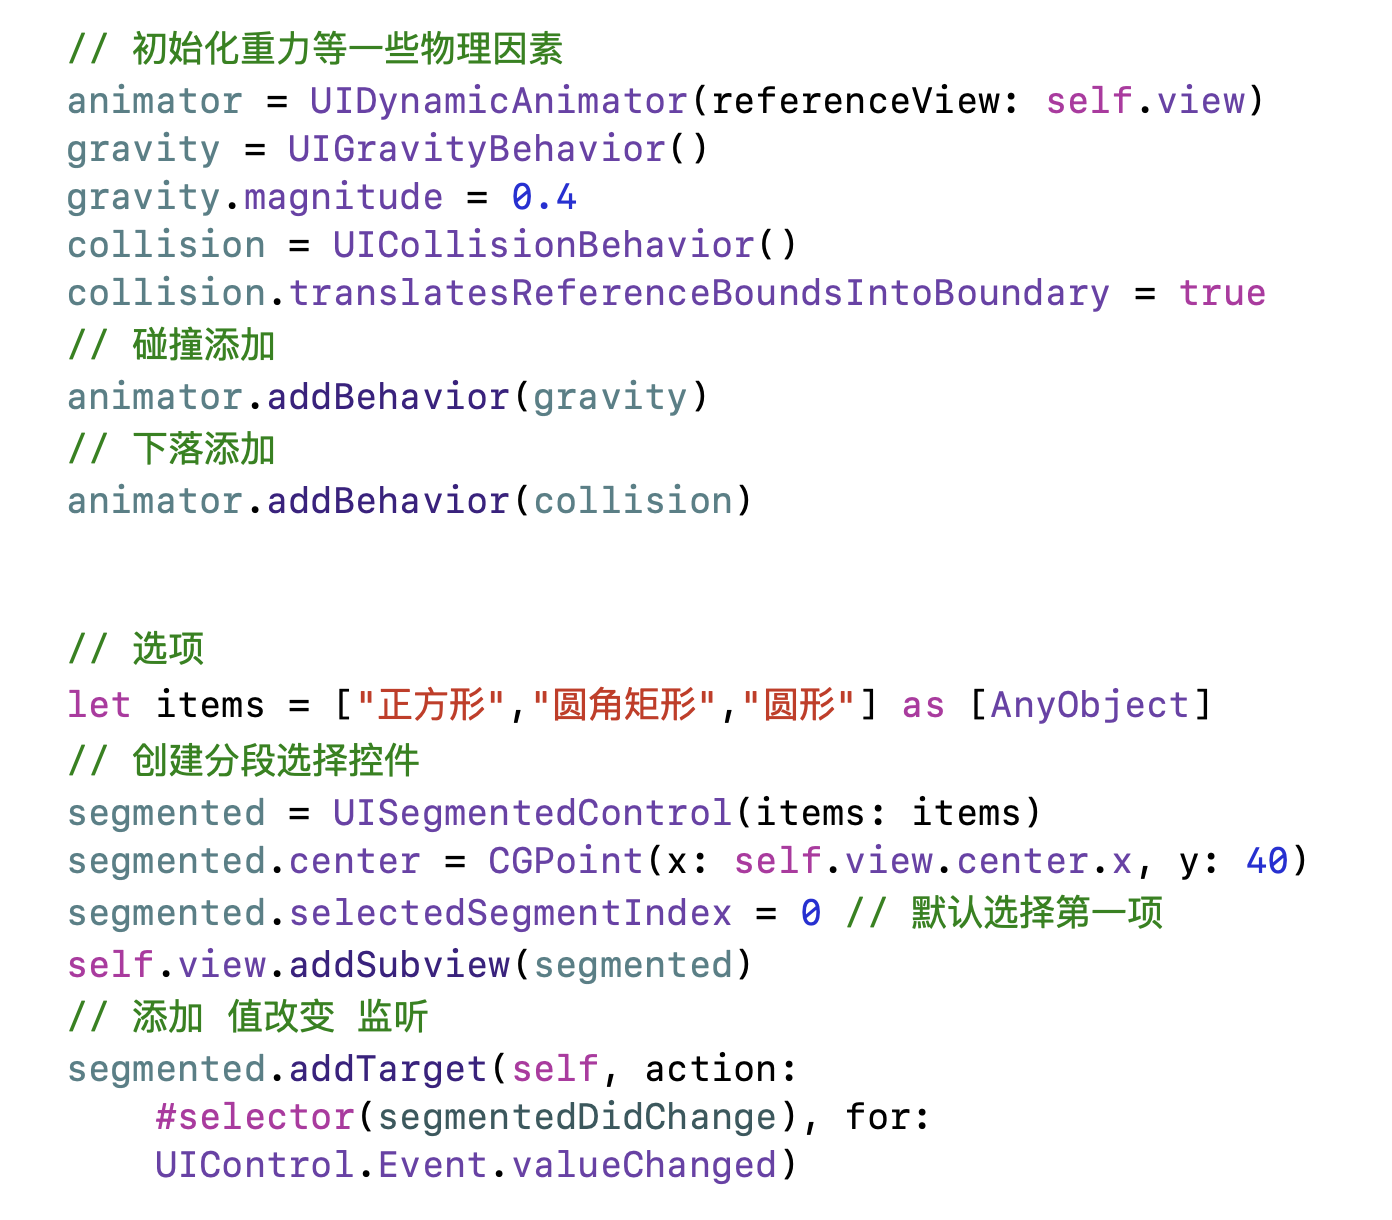 // 初始化重力等一些物理因素
animator = UIDynamicAnimator(referenceView: self.view)
gravity = UIGravityBehavior()
gravity.magnitude = 0.4
collision = UICollisionBehavior()
collision.translatesReferenceBoundsIntoBoundary = true
// 碰撞添加
animator.addBehavior(gravity)
// 下落添加
animator.addBehavior(collision)
// 选项
let items = ["正方形","圆角矩形","圆形"] as [AnyObject]
// 创建分段选择控件
segmented = UISegmentedControl(items: items)
segmented.center = CGPoint(x: self.view.center.x, y: 40)
segmented.selectedSegmentIndex = 0 // 默认选择第一项
self.view.addSubview(segmented)
// 添加 值改变 监听
segmented.addTarget(self, action:
    #selector(segmentedDidChange), for:
    UIControl.Event.valueChanged)